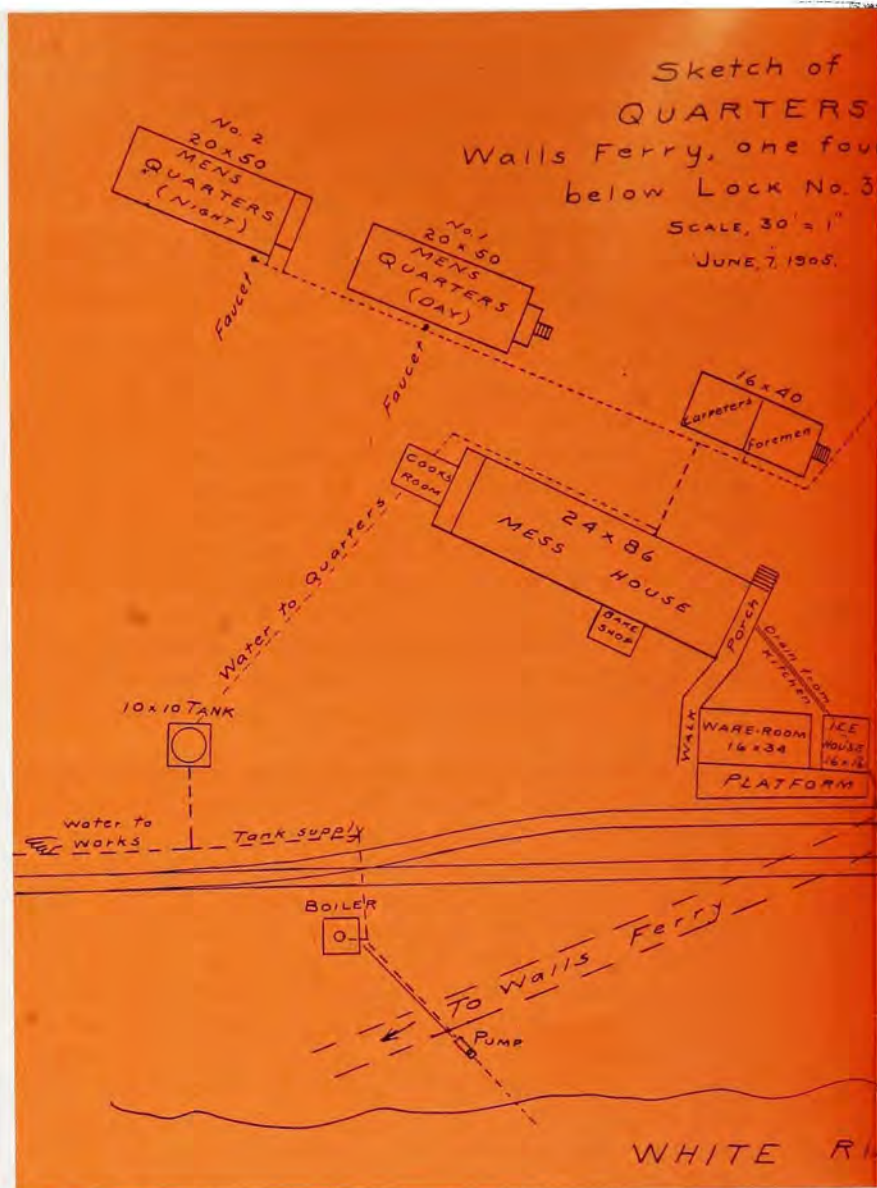 Sketch of
QUARTERS
Walls Ferry, one fou
below Lock No. 3
SCALE, 30' = 1"
JUNE, 7, 1905.
No. 2
20 x 50
MENS
QUARTERS
(NIGHT)
Faucet
No. 1
20 x 50
MENS
QUARTERS
(DAY)
Faucet
16 x 40
Carpeters
Foremen
COOKS
ROOM
24 x 86
MESS HOUSE
BAKE
SHOP
PORCH
Drain from
Kitchen
WALK
WARE-ROOM
16 x 34
ICE
HOUSE
16 x 16
PLATFORM
Water to Quarters
10 x 10 TANK
Water to
works
Tank supply
BOILER
To Walls Ferry
PUMP
WHITE RI